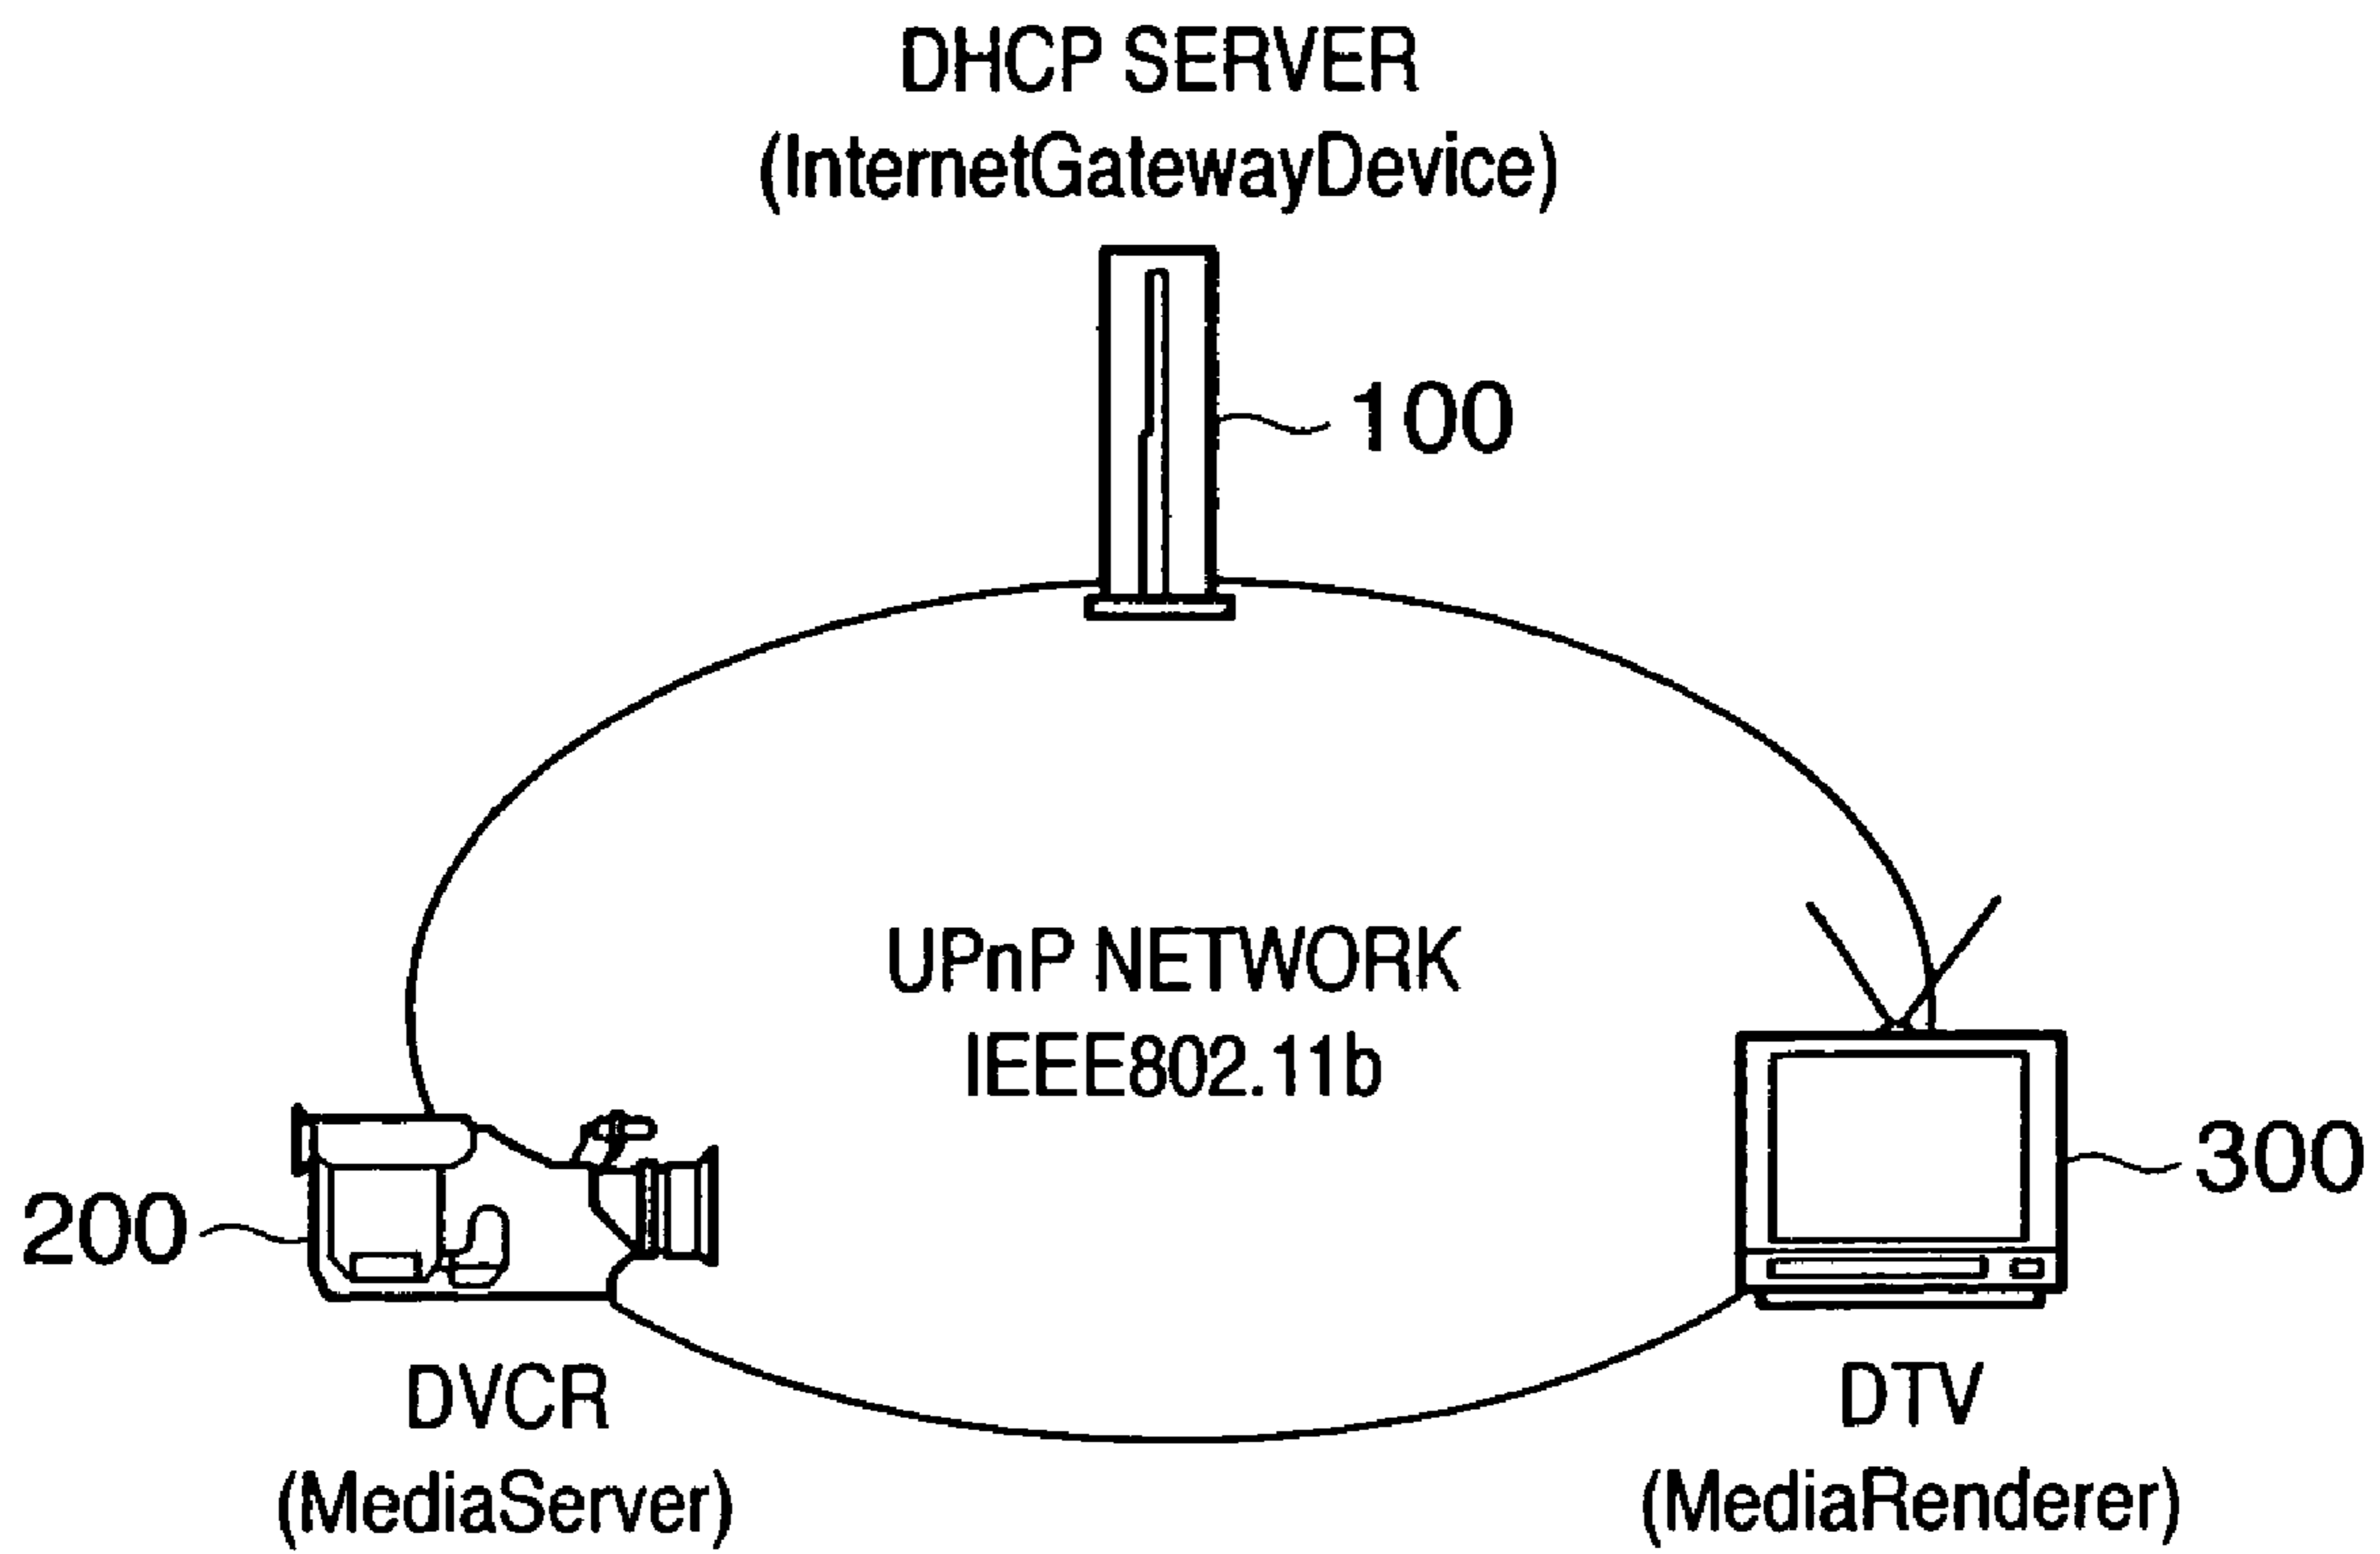 DHCP SERVER
(InternetGatewayDevice)
100
UPnP NETWORK
IEEE802.11b
200
300
DVCR
(MediaServer)
DTV
(MediaRenderer)